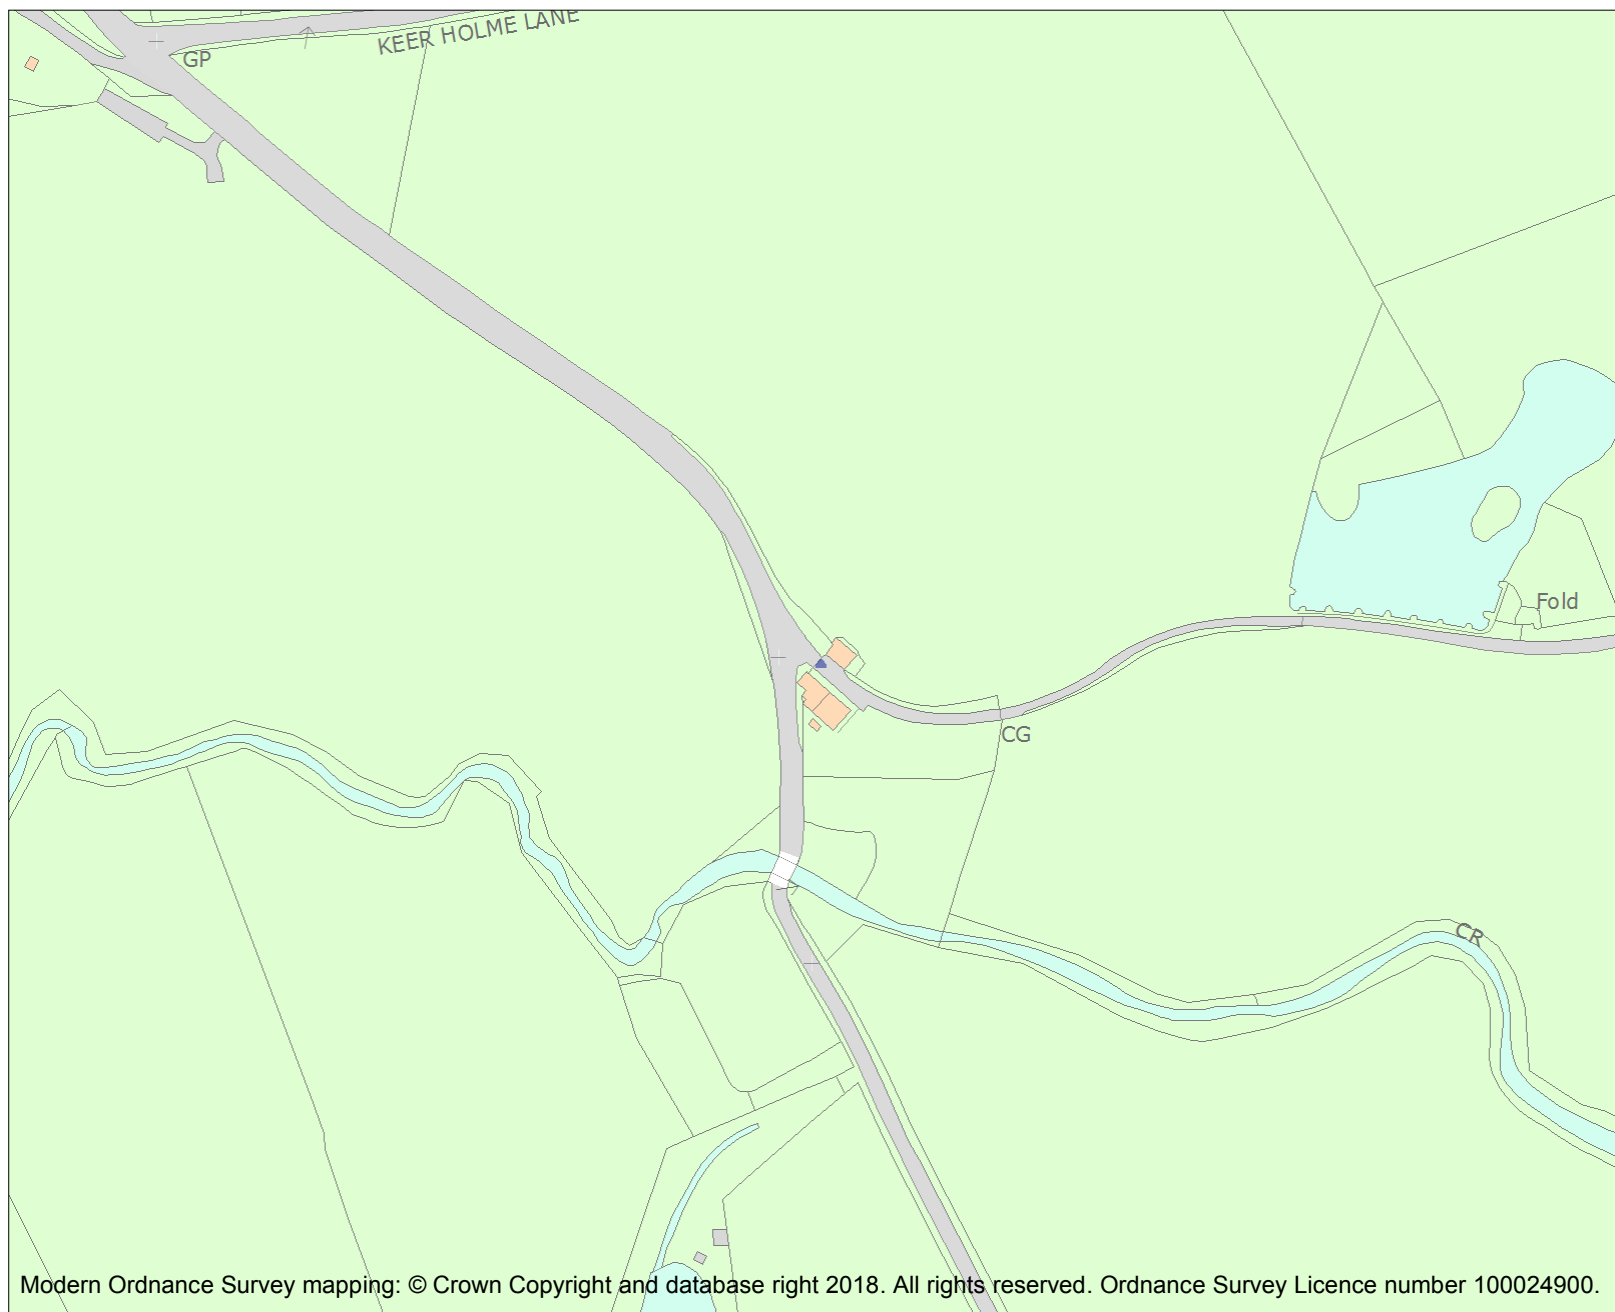 KEER HOLME LANE
GP
Fold
CG
CR
Modern Ordnance Survey mapping: © Crown Copyright and database right 2018. All rights reserved. Ordnance Survey Licence number 100024900.